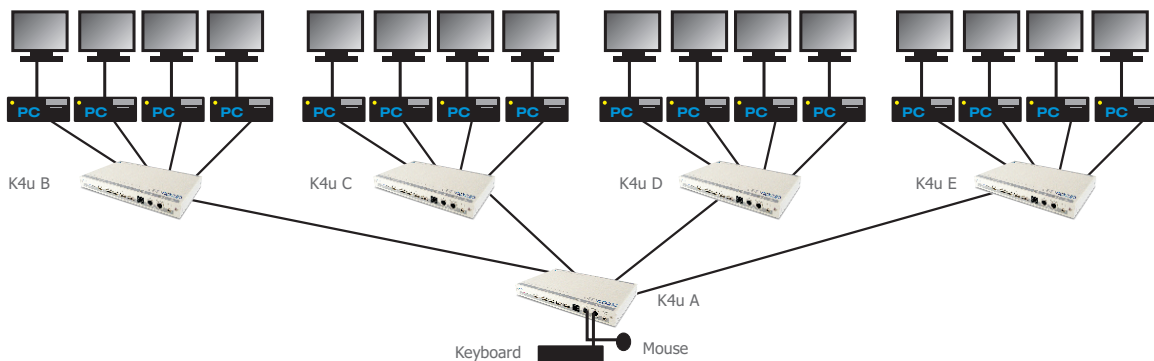 PC PC PC PC PC PC PC PC PC PC PC PC PC PC PC PC
K4u B K4u C K4u D K4u E
K4u A
Keyboard Mouse